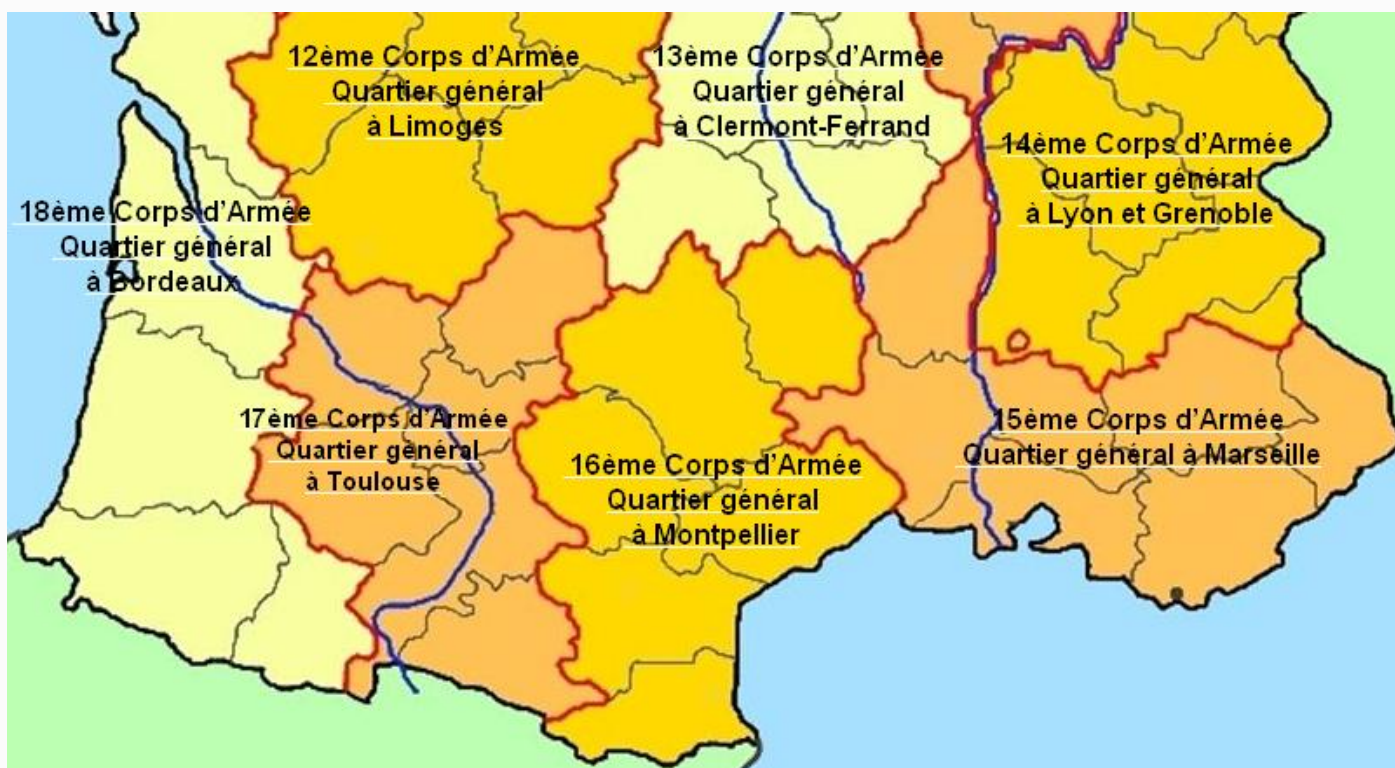 12ème Corps d'Armée
Quartier général
à Limoges
13ème Corps d'Armée
Quartier général
à Clermont-Ferrand
14ème Corps d'Armée
Quartier général
à Lyon et Grenoble
18ème Corps d'Armée
Quartier général
à Bordeaux
17ème Corps d'Armée
Quartier général
à Toulouse
16ème Corps d'Armée
Quartier général
à Montpellier
15ème Corps d'Armée
Quartier général à Marseille